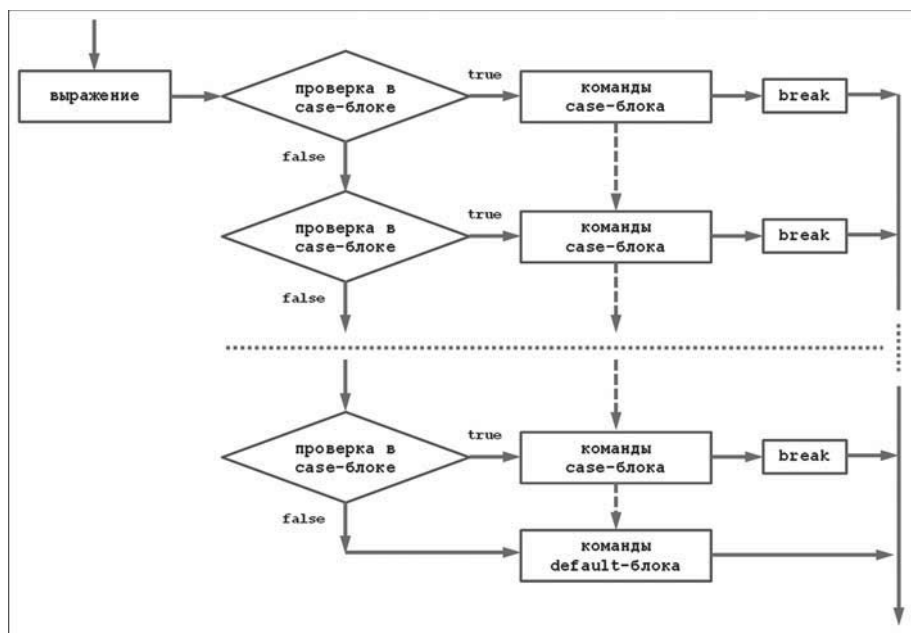 выражение
проверка в
case-блоке
true
команды
case-блока
break
false
проверка в
case-блоке
true
команды
case-блока
break
false
проверка в
case-блоке
true
команды
case-блока
break
false
команды
default-блока